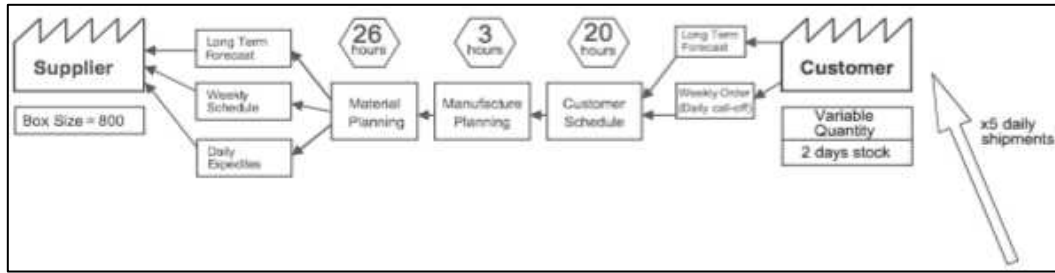 26
hours
3
hours
20
hours
Supplier
Long Term
Forecast
Weekly
Schedule
Daily
Expedites
Box Size = 800
Material
Planning
Manufacture
Planning
Customer
Schedule
Long Term
Forecast
Weekly Order
(Daily call-off)
Customer
Variable
Quantity
2 days stock
x5 daily
shipments